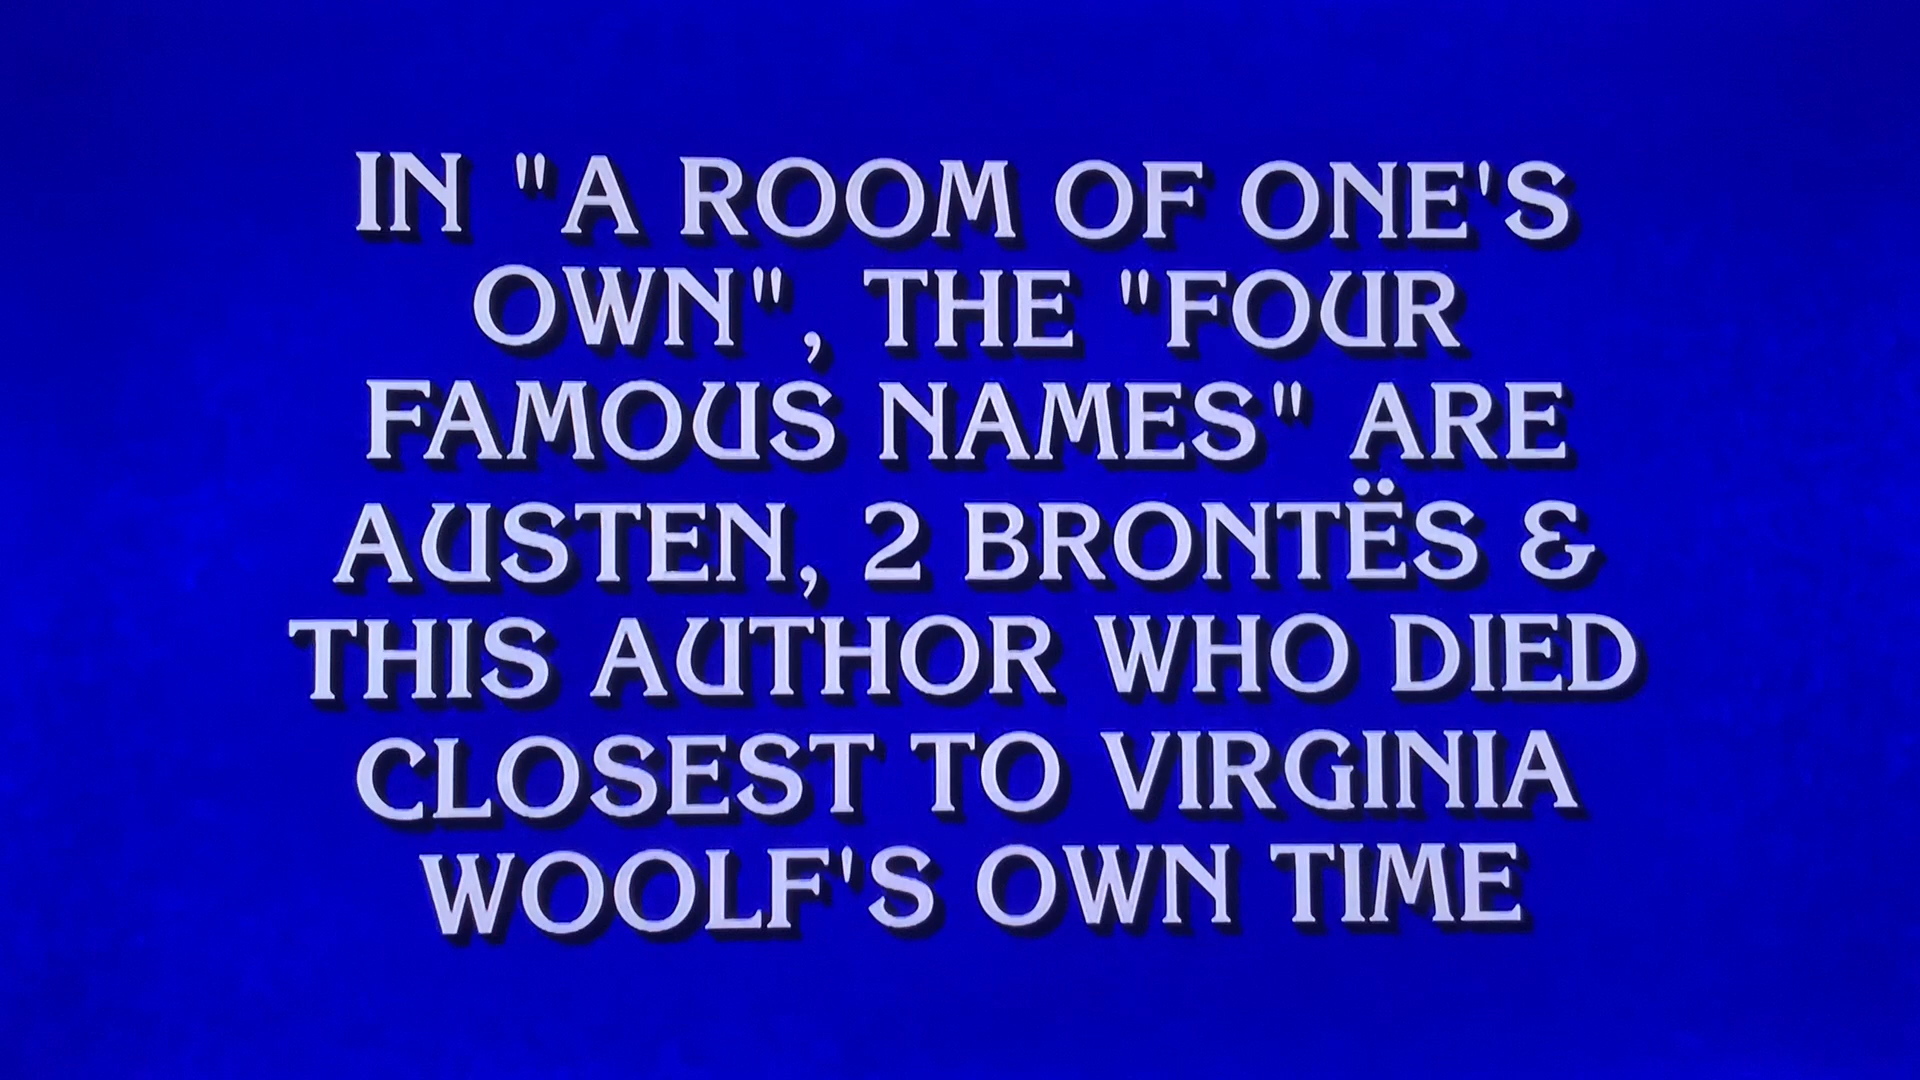 IN "A ROOM OF ONE'S
OWN", THE "FOUR
FAMOUS NAMES" ARE
AUSTEN, 2 BRONTËS &
THIS AUTHOR WHO DIED
CLOSEST TO VIRGINIA
WOOLF'S OWN TIME